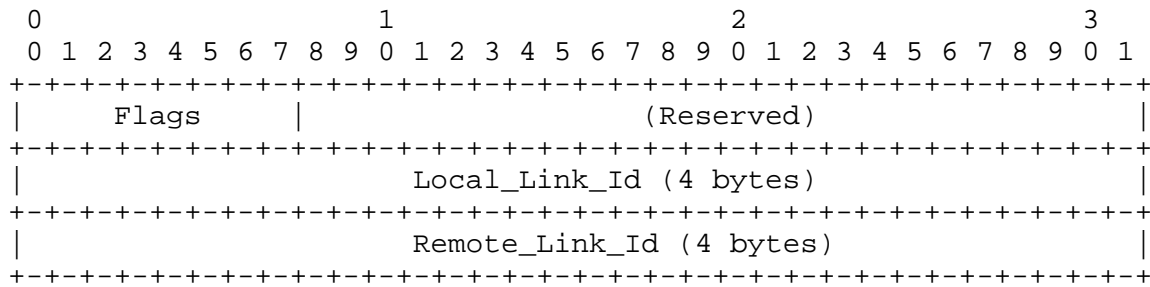 0                   1                   2                   3
 0 1 2 3 4 5 6 7 8 9 0 1 2 3 4 5 6 7 8 9 0 1 2 3 4 5 6 7 8 9 0 1
+-+-+-+-+-+-+-+-+-+-+-+-+-+-+-+-+-+-+-+-+-+-+-+-+-+-+-+-+-+-+-+-+
|     Flags     |                   (Reserved)                  |
+-+-+-+-+-+-+-+-+-+-+-+-+-+-+-+-+-+-+-+-+-+-+-+-+-+-+-+-+-+-+-+-+
|                      Local_Link_Id (4 bytes)                  |
+-+-+-+-+-+-+-+-+-+-+-+-+-+-+-+-+-+-+-+-+-+-+-+-+-+-+-+-+-+-+-+-+
|                      Remote_Link_Id (4 bytes)                 |
+-+-+-+-+-+-+-+-+-+-+-+-+-+-+-+-+-+-+-+-+-+-+-+-+-+-+-+-+-+-+-+-+